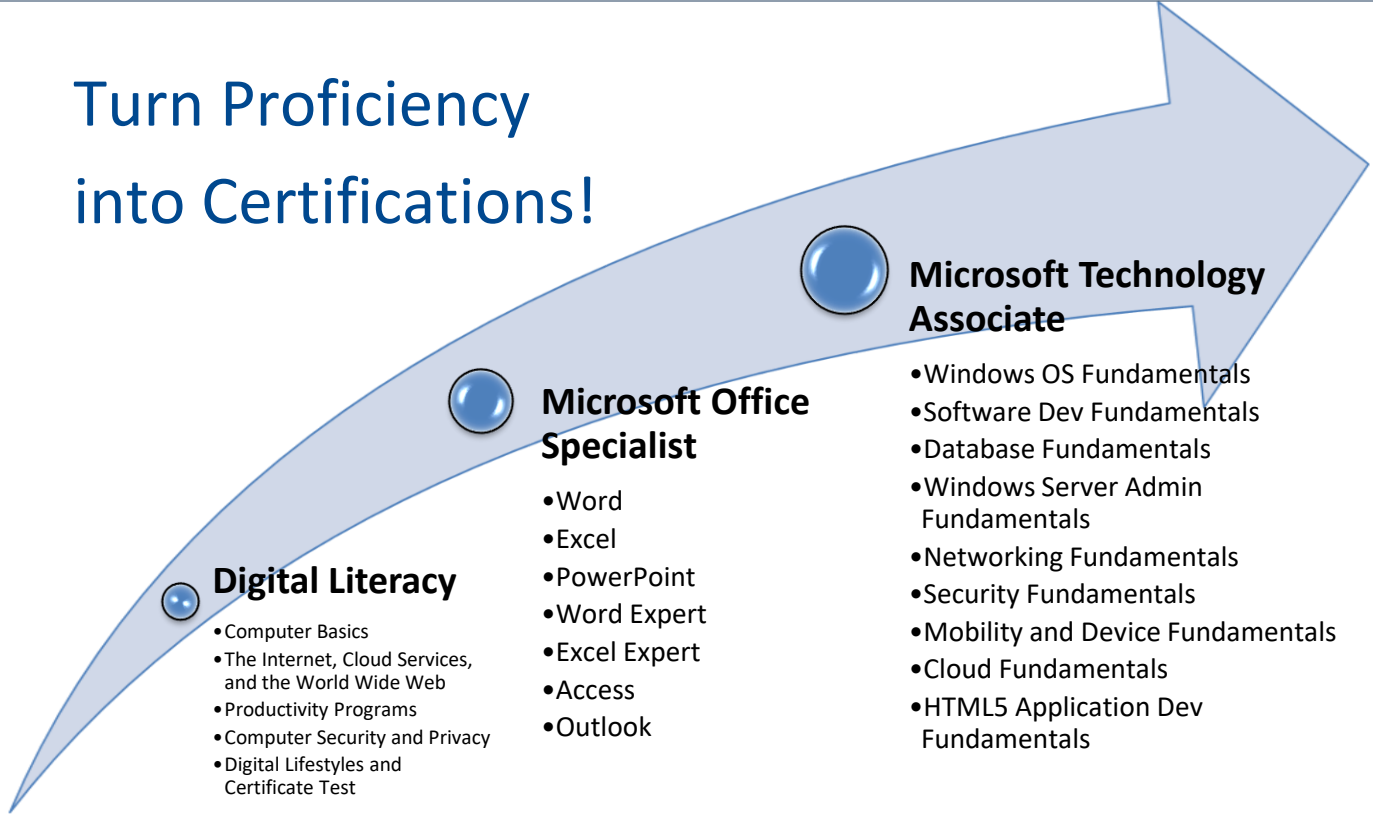 Turn Proficiency
into Certifications!
Digital Literacy
•Computer Basics
•The Internet, Cloud Services,
and the World Wide Web
•Productivity Programs
•Computer Security and Privacy
•Digital Lifestyles and
Certificate Test
Microsoft Office
Specialist
•Word
•Excel
•PowerPoint
•Word Expert
•Excel Expert
•Access
•Outlook
Microsoft Technology
Associate
•Windows OS Fundamentals
•Software Dev Fundamentals
•Database Fundamentals
•Windows Server Admin
Fundamentals
•Networking Fundamentals
•Security Fundamentals
•Mobility and Device Fundamentals
•Cloud Fundamentals
•HTML5 Application Dev
Fundamentals